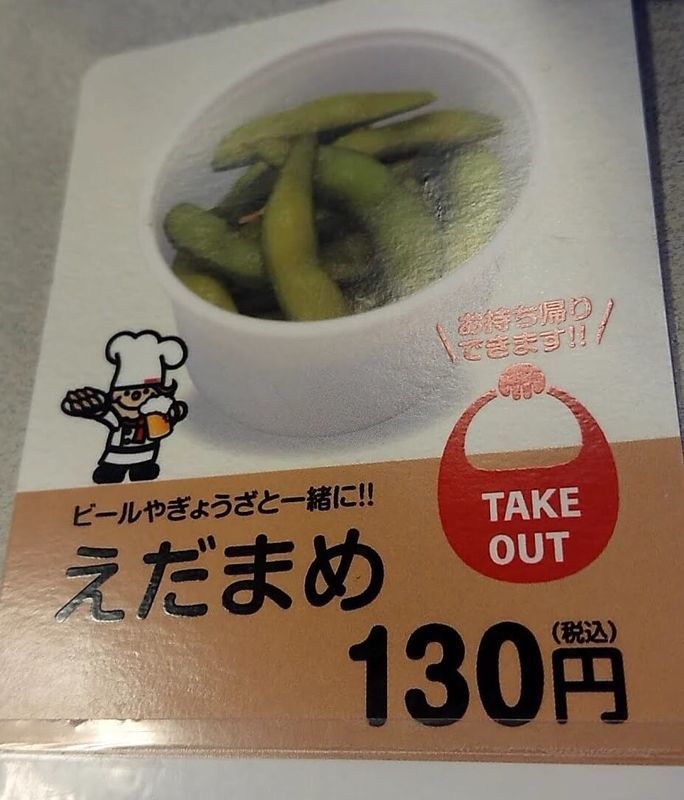 お持ち帰り
できます!!
TAKE
OUT
ビールやぎょうざと一緒に!!
えだまめ
130円(税込)